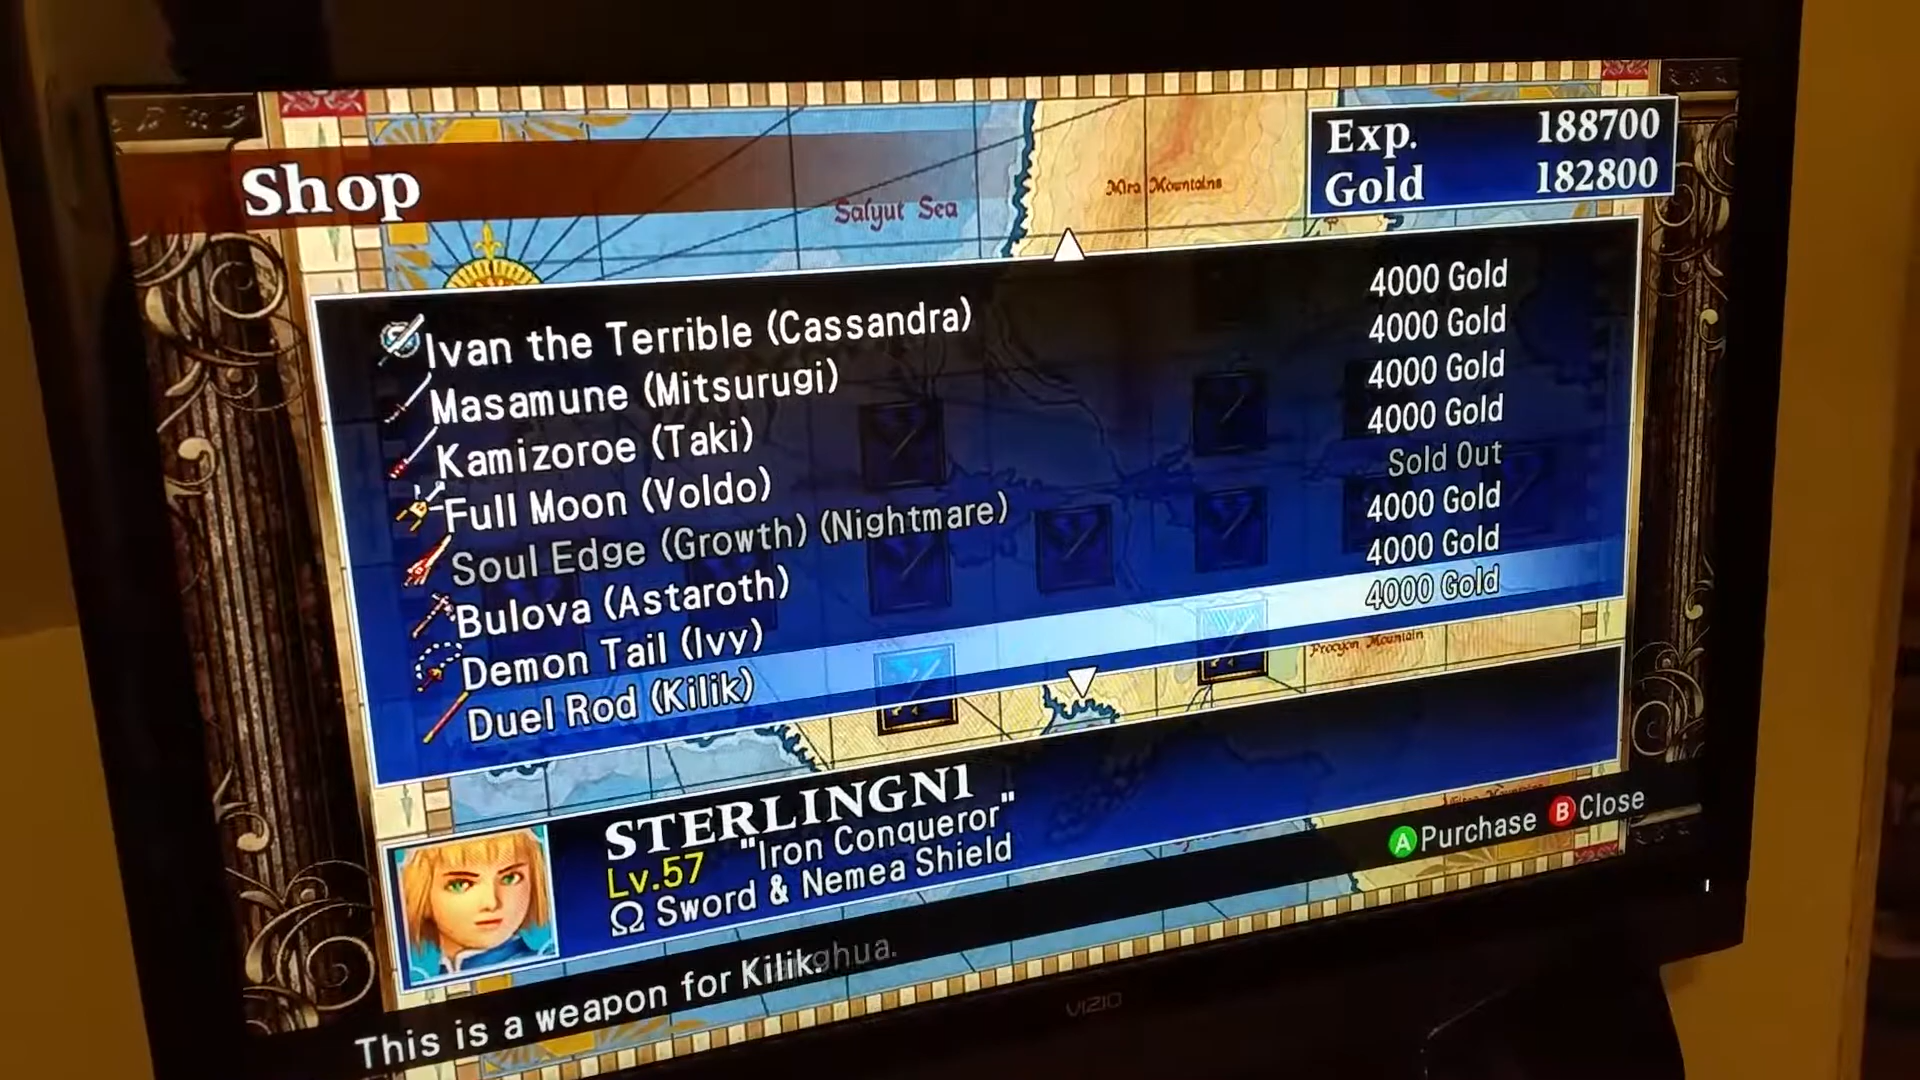 Shop
Exp. 188700
Gold 182800
Salyut Sea
Mira Mountains
Ivan the Terrible (Cassandra) 4000 Gold
Masamune (Mitsurugi) 4000 Gold
Kamizoroe (Taki) 4000 Gold
Full Moon (Voldo) 4000 Gold
Soul Edge (Growth) (Nightmare) Sold Out
Bulova (Astaroth) 4000 Gold
Demon Tail (Ivy) 4000 Gold
Duel Rod (Kilik) 4000 Gold
Procyon Mountain
STERLINGN1
Lv.57 "Iron Conqueror"
Ω Sword & Nemea Shield
A Purchase B Close
This is a weapon for Kilik.
VIZIO